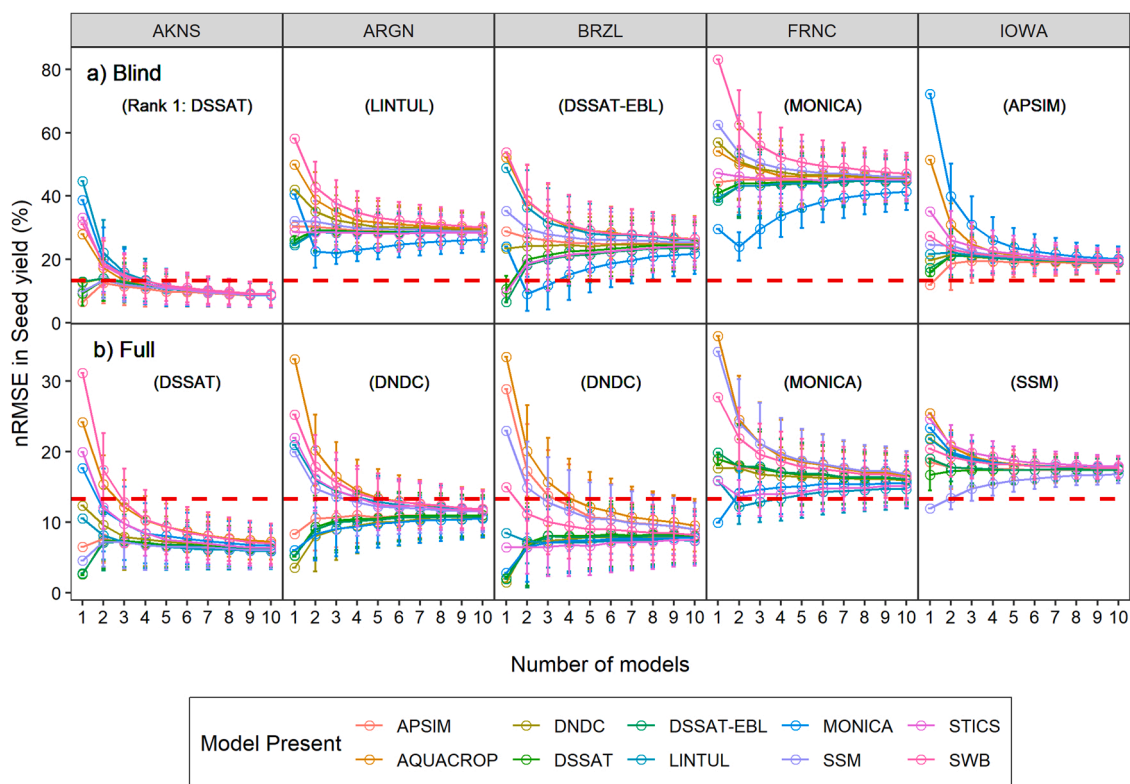 AKNS ARGN BRZL FRNC IOWA
a) Blind
(Rank 1: DSSAT) (LINTUL) (DSSAT-EBL) (MONICA) (APSIM)
80
60
40
20
0
b) Full
(DSSAT) (DNDC) (DNDC) (MONICA) (SSM)
30
20
10
0
nRMSE in Seed yield (%)
1 2 3 4 5 6 7 8 9 10 1 2 3 4 5 6 7 8 9 10 1 2 3 4 5 6 7 8 9 10 1 2 3 4 5 6 7 8 9 10 1 2 3 4 5 6 7 8 9 10
Number of models
Model Present
APSIM DNDC DSSAT-EBL MONICA STICS
AQUACROP DSSAT LINTUL SSM SWB